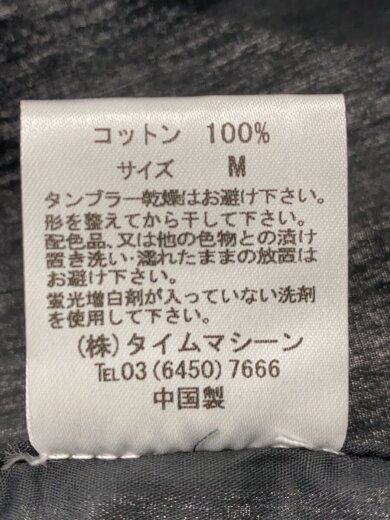 コットン 100%
サイズ M
タンブラー乾燥はお避け下さい。
形を整えてから干して下さい。
配色品、又は他の色物との漬け
置き洗い・濡れたままの放置は
お避け下さい。
蛍光増白剤が入っていない洗剤
を使用して下さい。
(株)タイムマシーン
TEL03(6450)7666
中国製